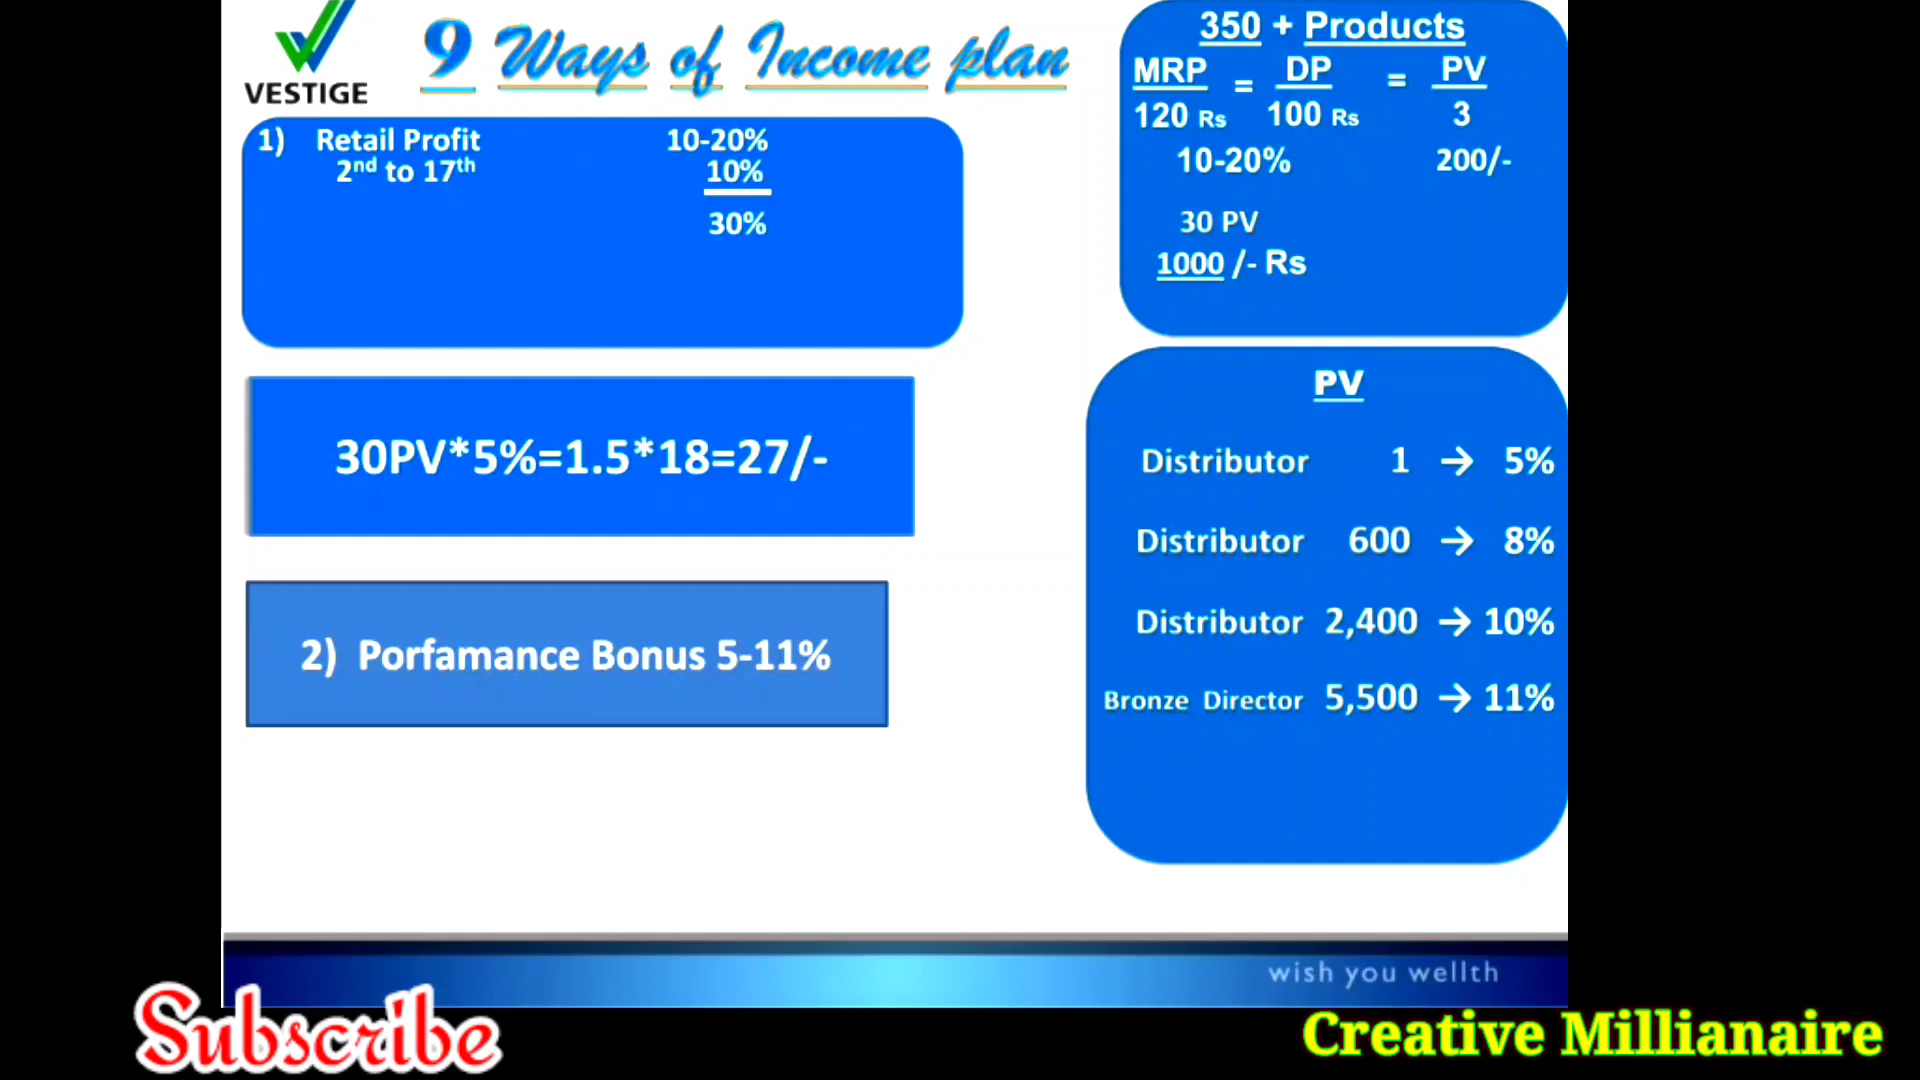 VESTIGE
9 Ways of Income plan
1) Retail Profit 10-20%
2nd to 17th 10%
30%
30PV*5%=1.5*18=27/-
2) Porfamance Bonus 5-11%
350 + Products
MRP = DP = PV
120 Rs 100 Rs 3
10-20% 200/-
30 PV
1000 /- Rs
PV
Distributor 1 → 5%
Distributor 600 → 8%
Distributor 2,400 → 10%
Bronze Director 5,500 → 11%
wish you wellth
Subscribe
Creative Millianaire